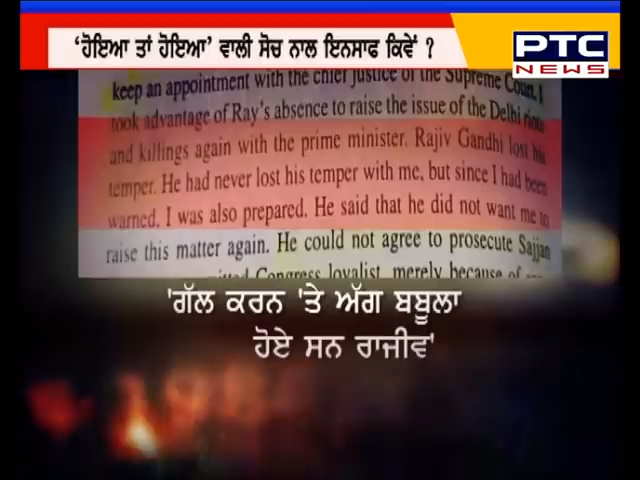 ‘ਹੋਇਆ ਤਾਂ ਹੋਇਆ’ ਵਾਲੀ ਸੋਚ ਨਾਲ ਇਨਸਾਫ ਕਿਵੇਂ ?
PTC
NEWS
keep an appointment with the chief justice of the Supreme Court. I
took advantage of Ray's absence to raise the issue of the Delhi riots
and killings again with the prime minister. Rajiv Gandhi lost his
temper. He had never lost his temper with me, but since I had been
warned, I was also prepared. He said that he did not want me to
raise this matter again. He could not agree to prosecute Sajjan
Congress loyalist, merely because of
'ਗੱਲ ਕਰਨ 'ਤੇ ਅੱਗ ਬਬੂਲਾ
ਹੋਏ ਸਨ ਰਾਜੀਵ'